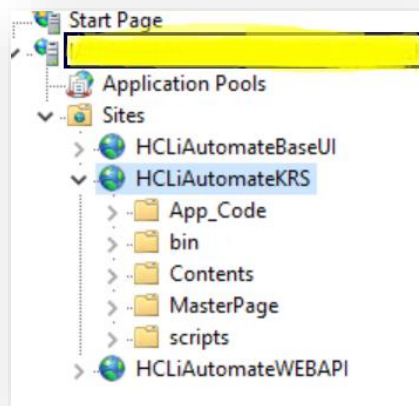 Start Page
Application Pools
Sites
HCLiAutomateBaseUI
HCLiAutomateKRS
App_Code
bin
Contents
MasterPage
scripts
HCLiAutomateWEBAPI